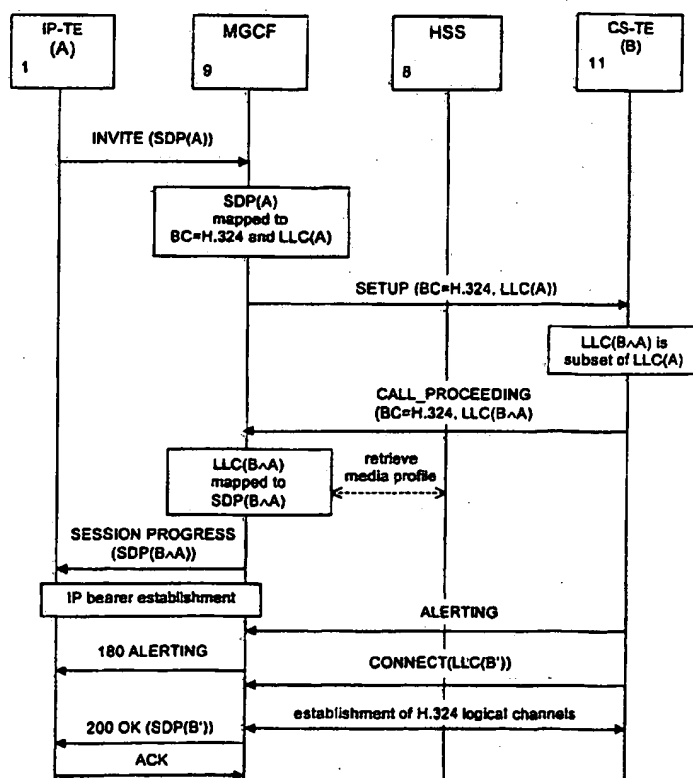 IP-TE
(A)
1
MGCF
9
HSS
8
CS-TE
(B)
11
INVITE (SDP(A))
SDP(A)
mapped to
BC=H.324 and LLC(A)
SETUP (BC=H.324, LLC(A))
LLC(B∧A) is
subset of LLC(A)
CALL_PROCEEDING
(BC=H.324, LLC(B∧A)
LLC(B∧A)
mapped to
SDP(B∧A)
retrieve
media profile
SESSION PROGRESS
(SDP(B∧A))
IP bearer establishment
ALERTING
180 ALERTING
CONNECT(LLC(B'))
establishment of H.324 logical channels
200 OK (SDP(B'))
ACK